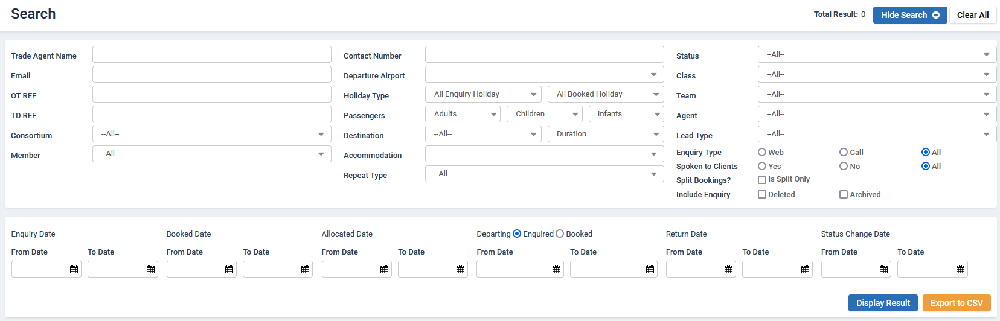 Search
Total Result: 0
Hide Search
Clear All
Trade Agent Name
Contact Number
Status --All--
Email
Departure Airport
Class --All--
OT REF
Holiday Type All Enquiry Holiday All Booked Holiday
Team --All--
TD REF
Passengers Adults Children Infants
Agent --All--
Consortium --All--
Destination --All-- Duration
Lead Type --All--
Member --All--
Accommodation
Enquiry Type Web Call All
Spoken to Clients Yes No All
Repeat Type --All--
Split Bookings? Is Split Only
Include Enquiry Deleted Archived
Enquiry Date Booked Date Allocated Date Departing Enquired Booked Return Date Status Change Date
From Date To Date From Date To Date From Date To Date From Date To Date From Date To Date From Date To Date
Display Result Export to CSV